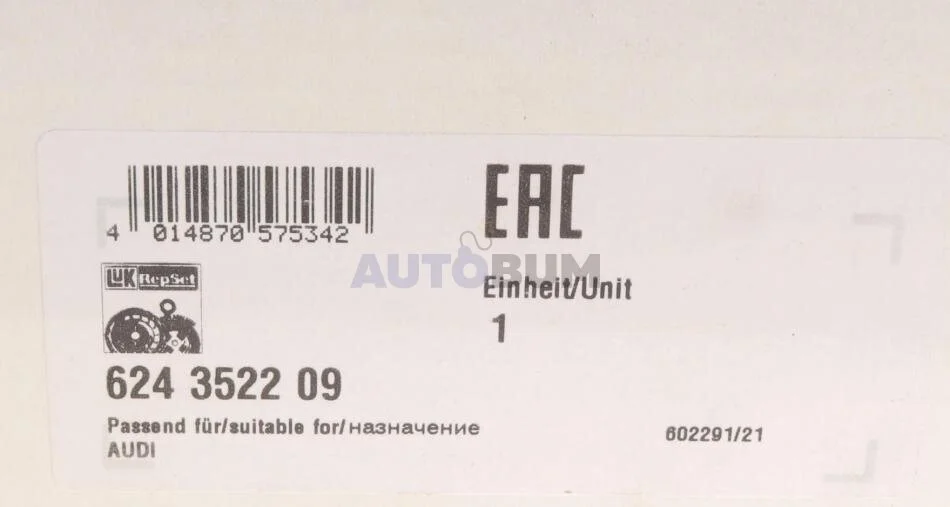 EAC
4 014870 575342
AUTOBUM
LUK RepSet
Einheit/Unit
1
624 3522 09
Passend für/suitable for/назначение
602291/21
AUDI